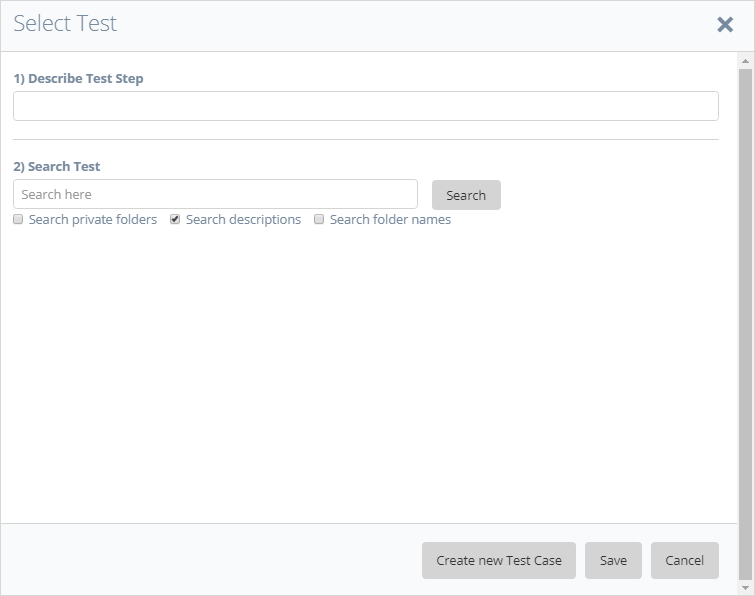 Select Test
1) Describe Test Step
2) Search Test
Search here
Search
Search private folders Search descriptions Search folder names
Create new Test Case Save Cancel